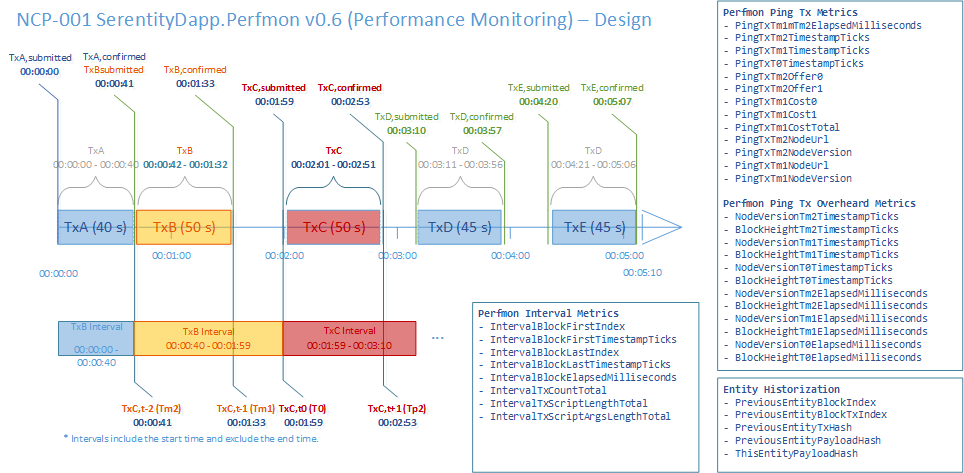 NCP-001 SerentityDapp.Perfmon v0.6 (Performance Monitoring) – Design
TxA,submitted
00:00:00
TxA,confirmed
TxBsubmitted
00:00:41
TxB,confirmed
00:01:33
TxC,submitted
00:01:59
TxC,confirmed
00:02:53
TxD,submitted
00:03:10
TxD,confirmed
00:03:57
TxE,submitted
00:04:20
TxE,confirmed
00:05:07
TxA
00:00:00 - 00:00:40
TxB
00:00:42 - 00:01:32
TxC
00:02:01 - 00:02:51
TxD
00:03:11 - 00:03:56
TxD
00:04:21 - 00:05:06
TxA (40 s)
TxB (50 s)
TxC (50 s)
TxD (45 s)
TxE (45 s)
00:00:00
00:01:00
00:02:00
00:03:00
00:04:00
00:05:00
00:05:10
TxB Interval
00:00:00 -
00:00:40
TxB Interval
00:00:40 - 00:01:59
TxC Interval
00:01:59 - 00:03:10
...
TxC,t-2 (Tm2)
00:00:41
TxC,t-1 (Tm1)
00:01:33
TxC,t0 (T0)
00:01:59
TxC,t+1 (Tp2)
00:02:53
* Intervals include the start time and exclude the end time.
Perfmon Interval Metrics
- IntervalBlockFirstIndex
- IntervalBlockFirstTimestampTicks
- IntervalBlockLastIndex
- IntervalBlockLastTimestampTicks
- IntervalBlockElapsedMilliseconds
- IntervalTxCountTotal
- IntervalTxScriptLengthTotal
- IntervalTxScriptArgsLengthTotal
Perfmon Ping Tx Metrics
- PingTxTm1mTm2ElapsedMilliseconds
- PingTxTm2TimestampTicks
- PingTxTm1TimestampTicks
- PingTxT0TimestampTicks
- PingTxTm2Offer0
- PingTxTm2Offer1
- PingTxTm1Cost0
- PingTxTm1Cost1
- PingTxTm1CostTotal
- PingTxTm2NodeUrl
- PingTxTm2NodeVersion
- PingTxTm1NodeUrl
- PingTxTm1NodeVersion
Perfmon Ping Tx Overheard Metrics
- NodeVersionTm2TimestampTicks
- BlockHeightTm2TimestampTicks
- NodeVersionTm1TimestampTicks
- BlockHeightTm1TimestampTicks
- NodeVersionT0TimestampTicks
- BlockHeightT0TimestampTicks
- NodeVersionTm2ElapsedMilliseconds
- BlockHeightTm2ElapsedMilliseconds
- NodeVersionTm1ElapsedMilliseconds
- BlockHeightTm1ElapsedMilliseconds
- NodeVersionT0ElapsedMilliseconds
- BlockHeightT0ElapsedMilliseconds
Entity Historization
- PreviousEntityBlockIndex
- PreviousEntityBlockTxIndex
- PreviousEntityTxHash
- PreviousEntityPayloadHash
- ThisEntityPayloadHash